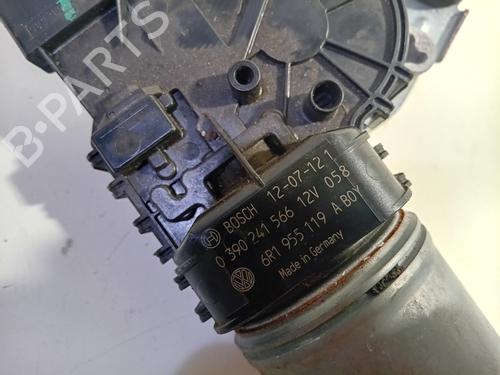 B-PARTS
BOSCH 12-07-12 1
0 390 241 566 12V 058
6R1 955 119 A BOY
Made in Germany